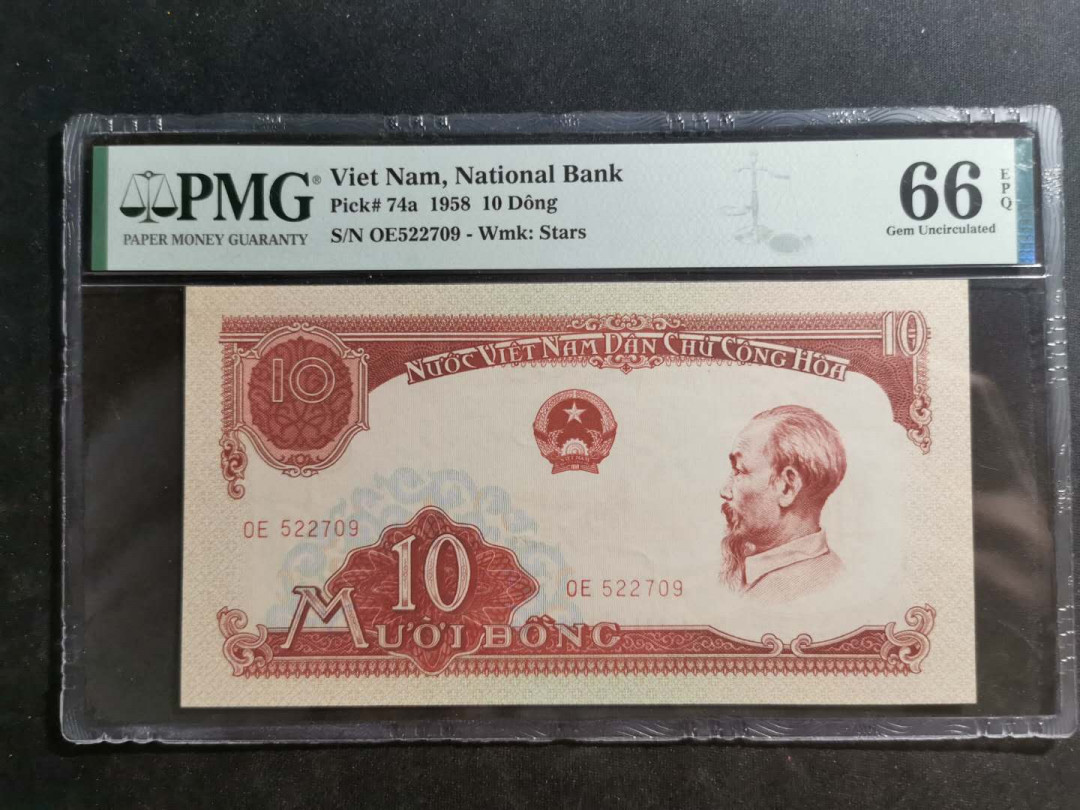 PMG®
PAPER MONEY GUARANTY
Viet Nam, National Bank
Pick# 74a 1958 10 Dông
S/N OE522709 - Wmk: Stars
66
EPQ
Gem Uncirculated
10
NƯỚC VIỆT NAM DÂN CHỦ CỘNG HÒA
10
OE 522709
10
OE 522709
MƯỜI ĐỒNG